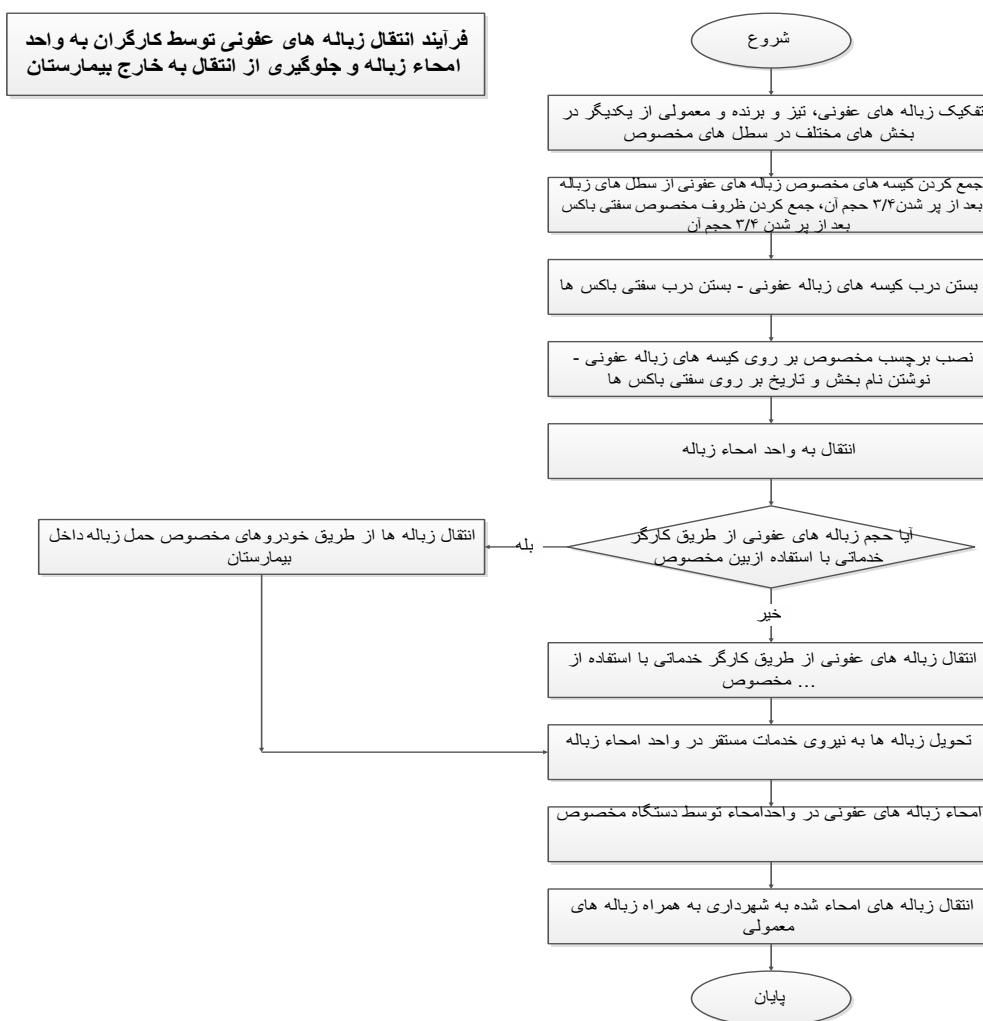 فرآیند انتقال زباله های عفونی توسط کارگران به واحد
امحاء زباله و جلوگیری از انتقال به خارج بیمارستان
شروع
تفکیک زباله های عفونی، تیز و برنده و معمولی از یکدیگر در
بخش های مختلف در سطل های مخصوص
جمع کردن کیسه های مخصوص زباله های عفونی از سطل های زباله
بعد از پر شدن۳/۴ حجم آن، جمع کردن ظروف مخصوص سفتی باکس
بعد از پر شدن ۳/۴ حجم آن
بستن درب کیسه های زباله عفونی - بستن درب سفتی باکس ها
نصب برچسب مخصوص بر روی کیسه های زباله عفونی -
نوشتن نام بخش و تاریخ بر روی سفتی باکس ها
انتقال به واحد امحاء زباله
آیا حجم زباله های عفونی از طریق کارگر
خدماتی با استفاده ازبین مخصوص
بله
انتقال زباله ها از طریق خودروهای مخصوص حمل زباله داخل
بیمارستان
خیر
انتقال زباله های عفونی از طریق کارگر خدماتی با استفاده از
... مخصوص
تحویل زباله ها به نیروی خدمات مستقر در واحد امحاء زباله
امحاء زباله های عفونی در واحدامحاء توسط دستگاه مخصوص
انتقال زباله های امحاء شده به شهرداری به همراه زباله های
معمولی
پایان